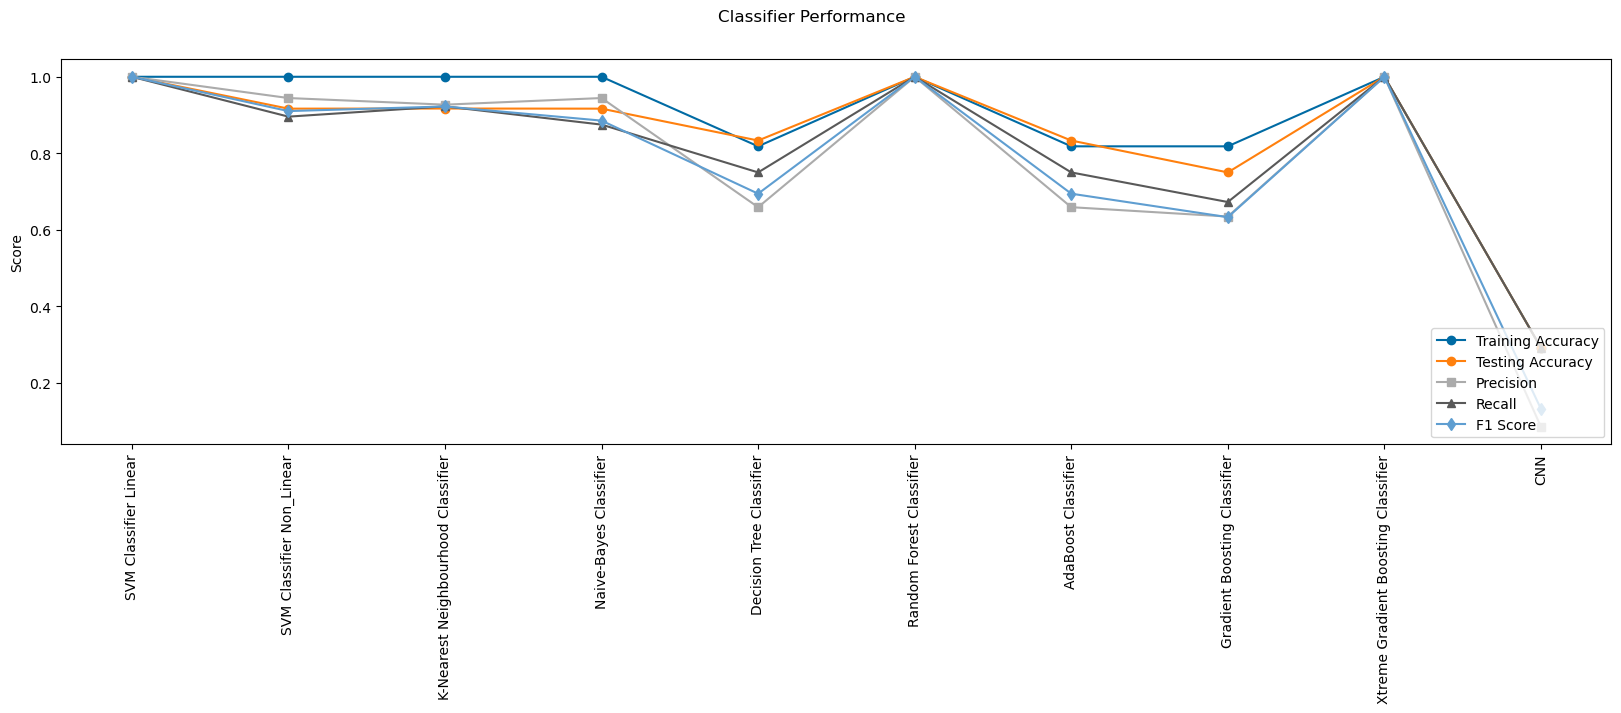 Classifier Performance
1.0
0.8
0.6
0.4
0.2
Score
Training Accuracy
Testing Accuracy
Precision
Recall
F1 Score
SVM Classifier Linear
SVM Classifier Non_Linear
K-Nearest Neighbourhood Classifier
Naive-Bayes Classifier
Decision Tree Classifier
Random Forest Classifier
AdaBoost Classifier
Gradient Boosting Classifier
Xtreme Gradient Boosting Classifier
CNN